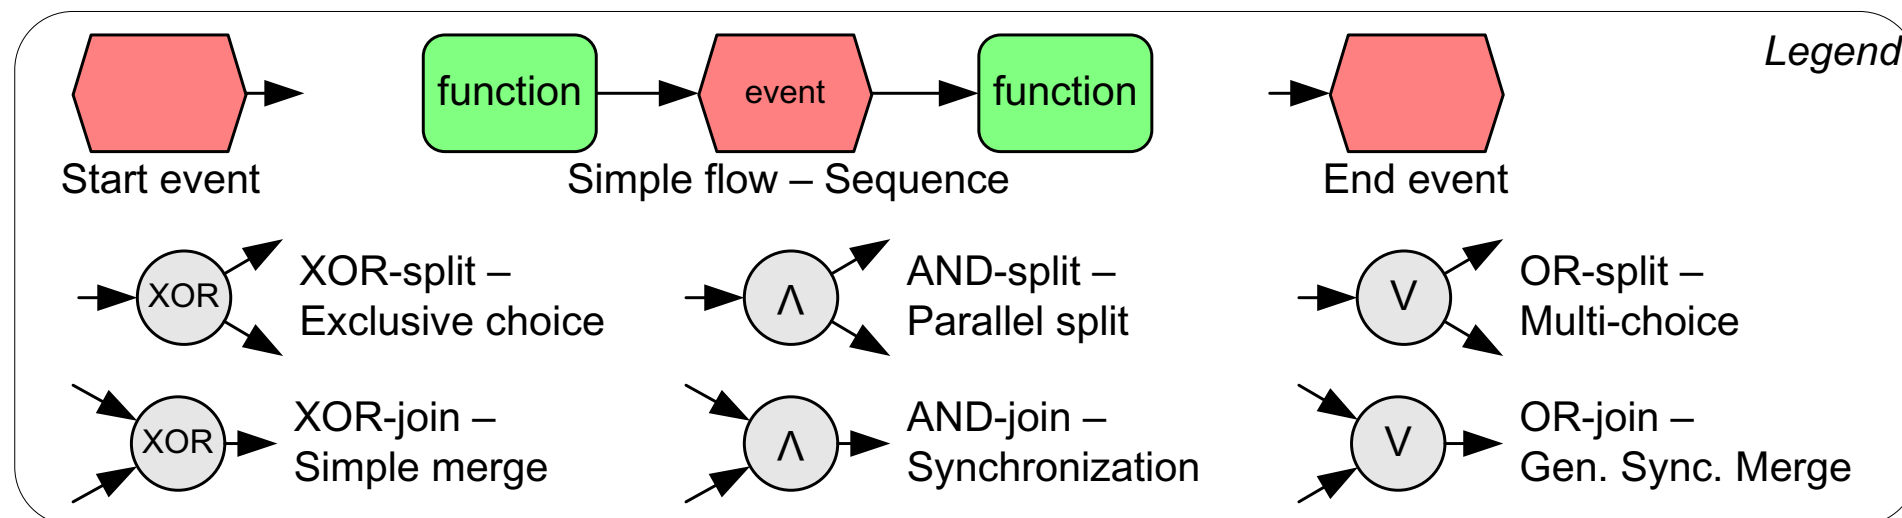 Legend
function
event
function
Start event
Simple flow – Sequence
End event
XOR
XOR-split –
Exclusive choice
Λ
AND-split –
Parallel split
V
OR-split –
Multi-choice
XOR
XOR-join –
Simple merge
Λ
AND-join –
Synchronization
V
OR-join –
Gen. Sync. Merge